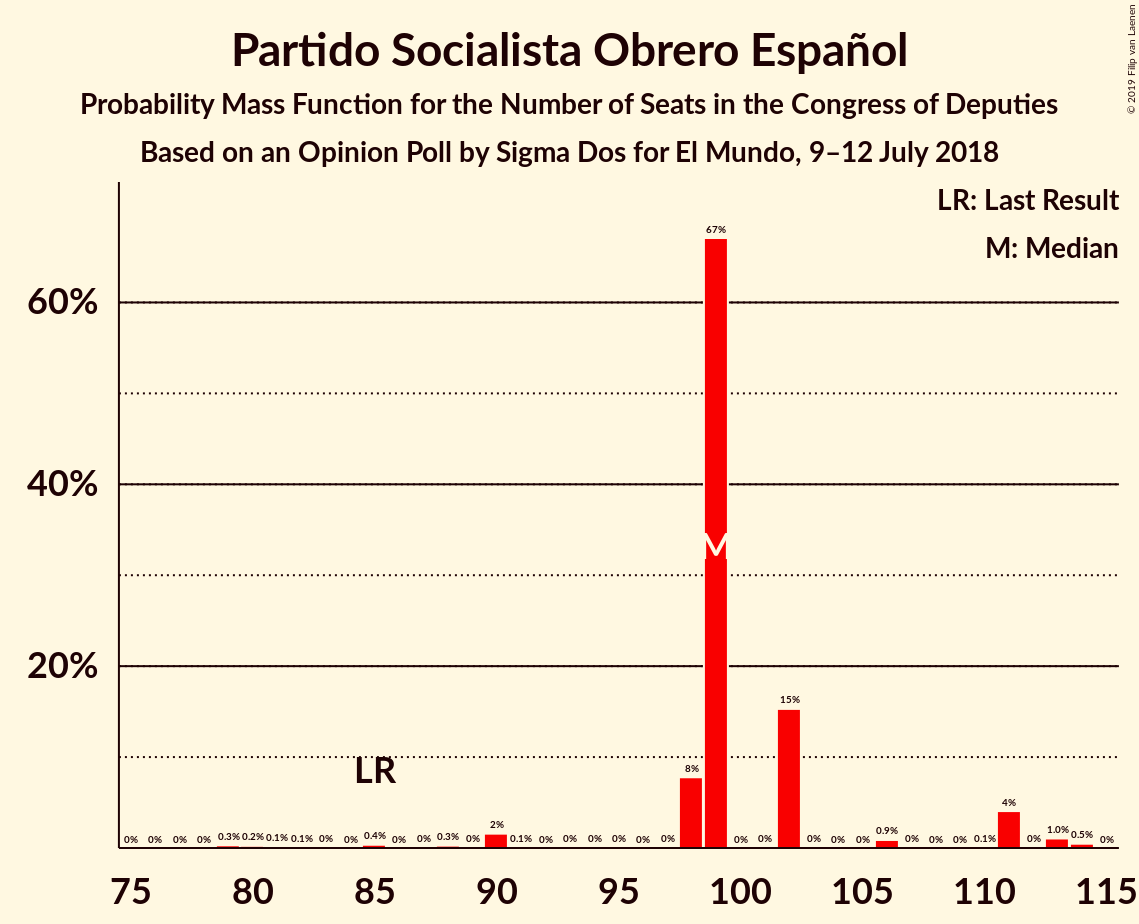 Partido Socialista Obrero Español
Probability Mass Function for the Number of Seats in the Congress of Deputies
Based on an Opinion Poll by Sigma Dos for El Mundo, 9–12 July 2018
© 2019 Filip van Laenen
LR: Last Result
M: Median
67%
60%
M
40%
20%
15%
LR
8%
4%
0% 0% 0% 0% 0.3% 0.2% 0.1% 0.1% 0% 0% 0.4% 0% 0% 0.3% 0% 2% 0.1% 0% 0% 0% 0% 0% 0% 0% 0% 0% 0% 0% 0.9% 0% 0% 0% 0.1% 0% 1.0% 0.5% 0%
75 80 85 90 95 100 105 110 115